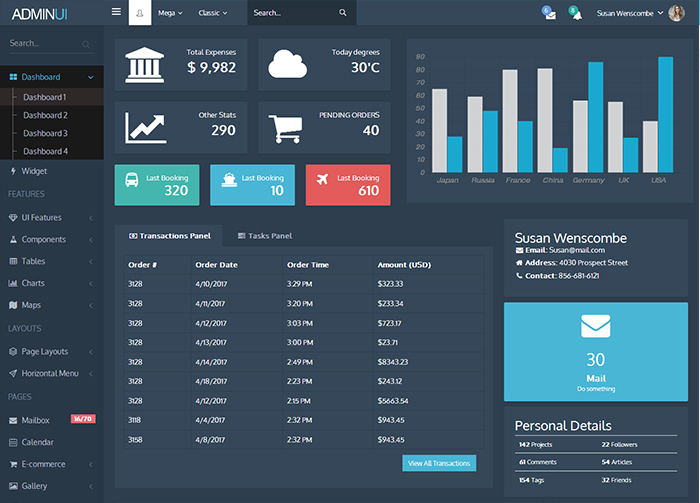 ADMINUI
Mega
Classic
Search...
6
8
Susan Wenscombe
Search...
Dashboard
Dashboard 1
Dashboard 2
Dashboard 3
Dashboard 4
Widget
FEATURES
UI Features
Components
Tables
Charts
Maps
LAYOUTS
Page Layouts
Horizontal Menu
PAGES
Mailbox
16/70
Calendar
E-commerce
Gallery
Total Expenses
$ 9,982
Today degrees
30'C
Other Stats
290
PENDING ORDERS
40
Last Booking
320
Last Booking
10
Last Booking
610
90
80
70
60
50
40
30
20
10
0
Japan Russia France China Germany UK USA
Transactions Panel
Tasks Panel
Order # Order Date Order Time Amount (USD)
3128 4/10/2017 3:29 PM $323.33
3128 4/11/2017 3:20 PM $233.34
3128 4/12/2017 3:03 PM $723.17
3128 4/13/2017 3:00 PM $23.71
3128 4/14/2017 2:49 PM $8343.23
3128 4/18/2017 2:23 PM $243.12
3128 4/12/2017 2:15 PM $5663.54
3118 4/4/2017 2:32 PM $943.45
3158 4/8/2017 2:32 PM $943.45
View All Transactions
Susan Wenscombe
Email: Susan@mail.com
Address: 4030 Prospect Street
Contact: 856-681-6121
30
Mail
Do something
Personal Details
142 Projects 22 Followers
61 Comments 54 Articles
154 Tags 32 Friends